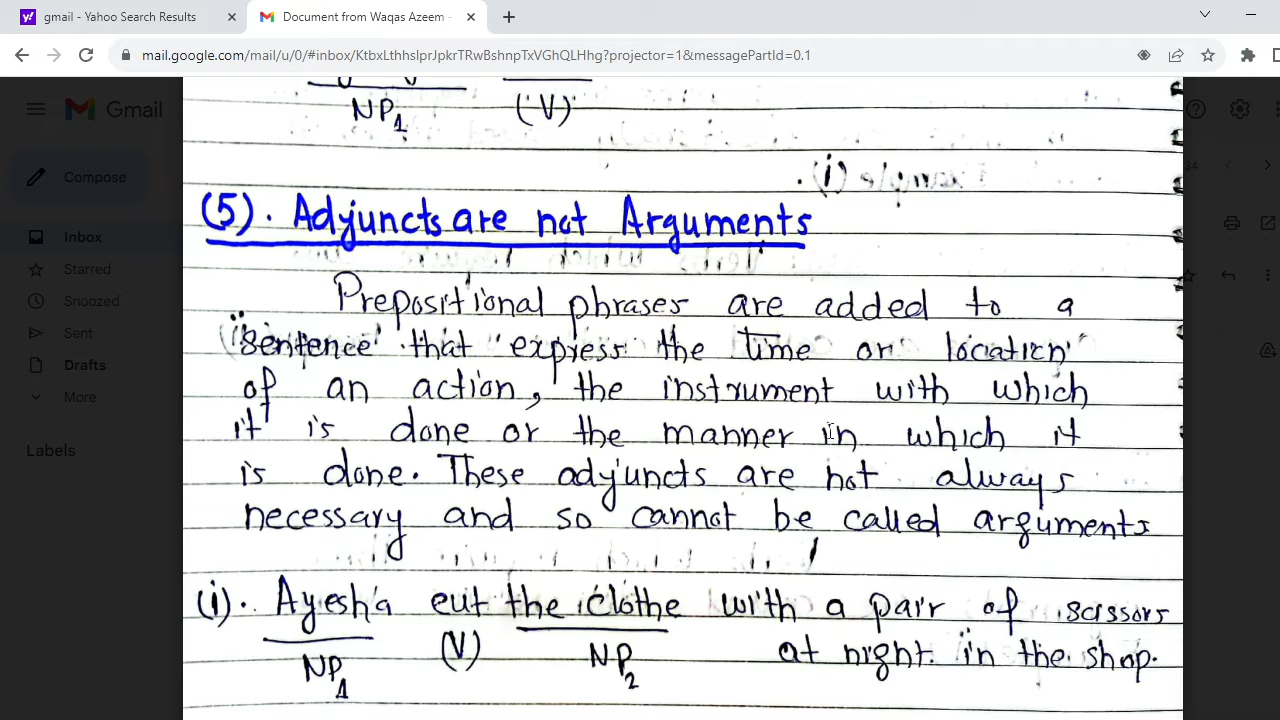 gmail - Yahoo Search Results
Document from Waqas Azeem -
mail.google.com/mail/u/0/#inbox/KtbxLthhsIprJpkrTRwBshnpTxVGhQLHhg?projector=1&messagePartId=0.1
Gmail
Compose
Inbox
Starred
Snoozed
Sent
Drafts
More
Labels
34
NP1 (V)
(5). Adjuncts are not Arguments
Prepositional phrases are added to a
sentence that express the time or location
of an action, the instrument with which
it is done or the manner in which it
is done. These adjuncts are not always
necessary and so cannot be called arguments
(i). Ayesha cut the clothe with a pair of scissors
at night in the shop.
NP1 (V) NP2